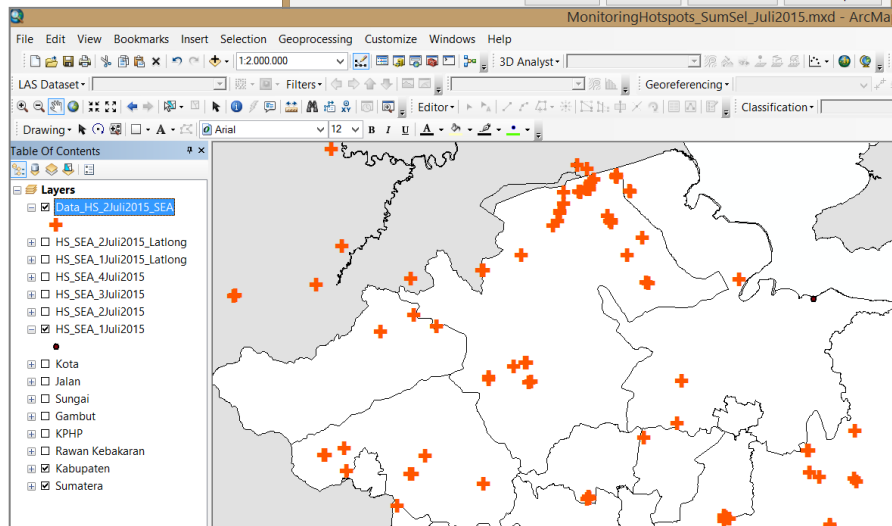 MonitoringHotspots_SumSel_Juli2015.mxd - ArcMa
File Edit View Bookmarks Insert Selection Geoprocessing Customize Windows Help
1:2.000.000 3D Analyst
LAS Dataset Filters Georeferencing
Editor Classification
Drawing A Arial 12 B I U A
Table Of Contents
Layers
Data_HS_2Juli2015_SEA
HS_SEA_2Juli2015_Latlong
HS_SEA_1Juli2015_Latlong
HS_SEA_4Juli2015
HS_SEA_3Juli2015
HS_SEA_2Juli2015
HS_SEA_1Juli2015
Kota
Jalan
Sungai
Gambut
KPHP
Rawan Kebakaran
Kabupaten
Sumatera